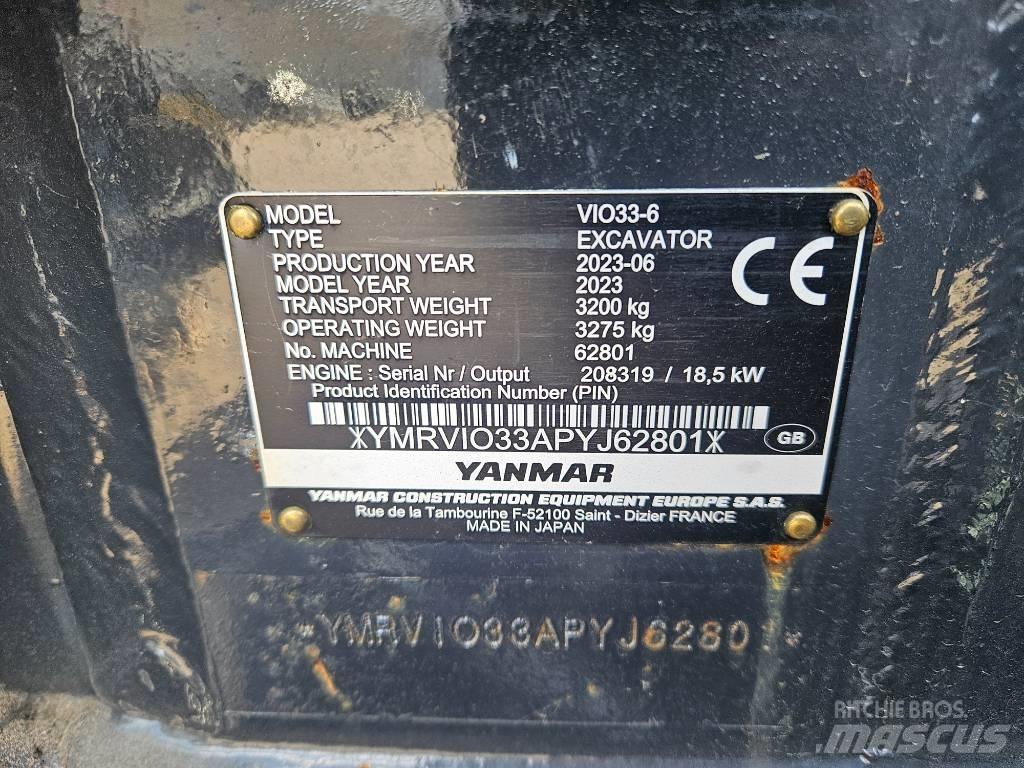 MODEL VIO33-6
TYPE EXCAVATOR
PRODUCTION YEAR 2023-06
MODEL YEAR 2023
TRANSPORT WEIGHT 3200 kg
OPERATING WEIGHT 3275 kg
No. MACHINE 62801
ENGINE : Serial Nr / Output 208319 / 18,5 kW
Product Identification Number (PIN)
*YMRVIO33APYJ62801*
CE
GB
YANMAR
YANMAR CONSTRUCTION EQUIPMENT EUROPE S.A.S.
Rue de la Tambourine F-52100 Saint - Dizier FRANCE
MADE IN JAPAN
*YMRVIO33APYJ62801*
RITCHIE BROS.
MASCUS